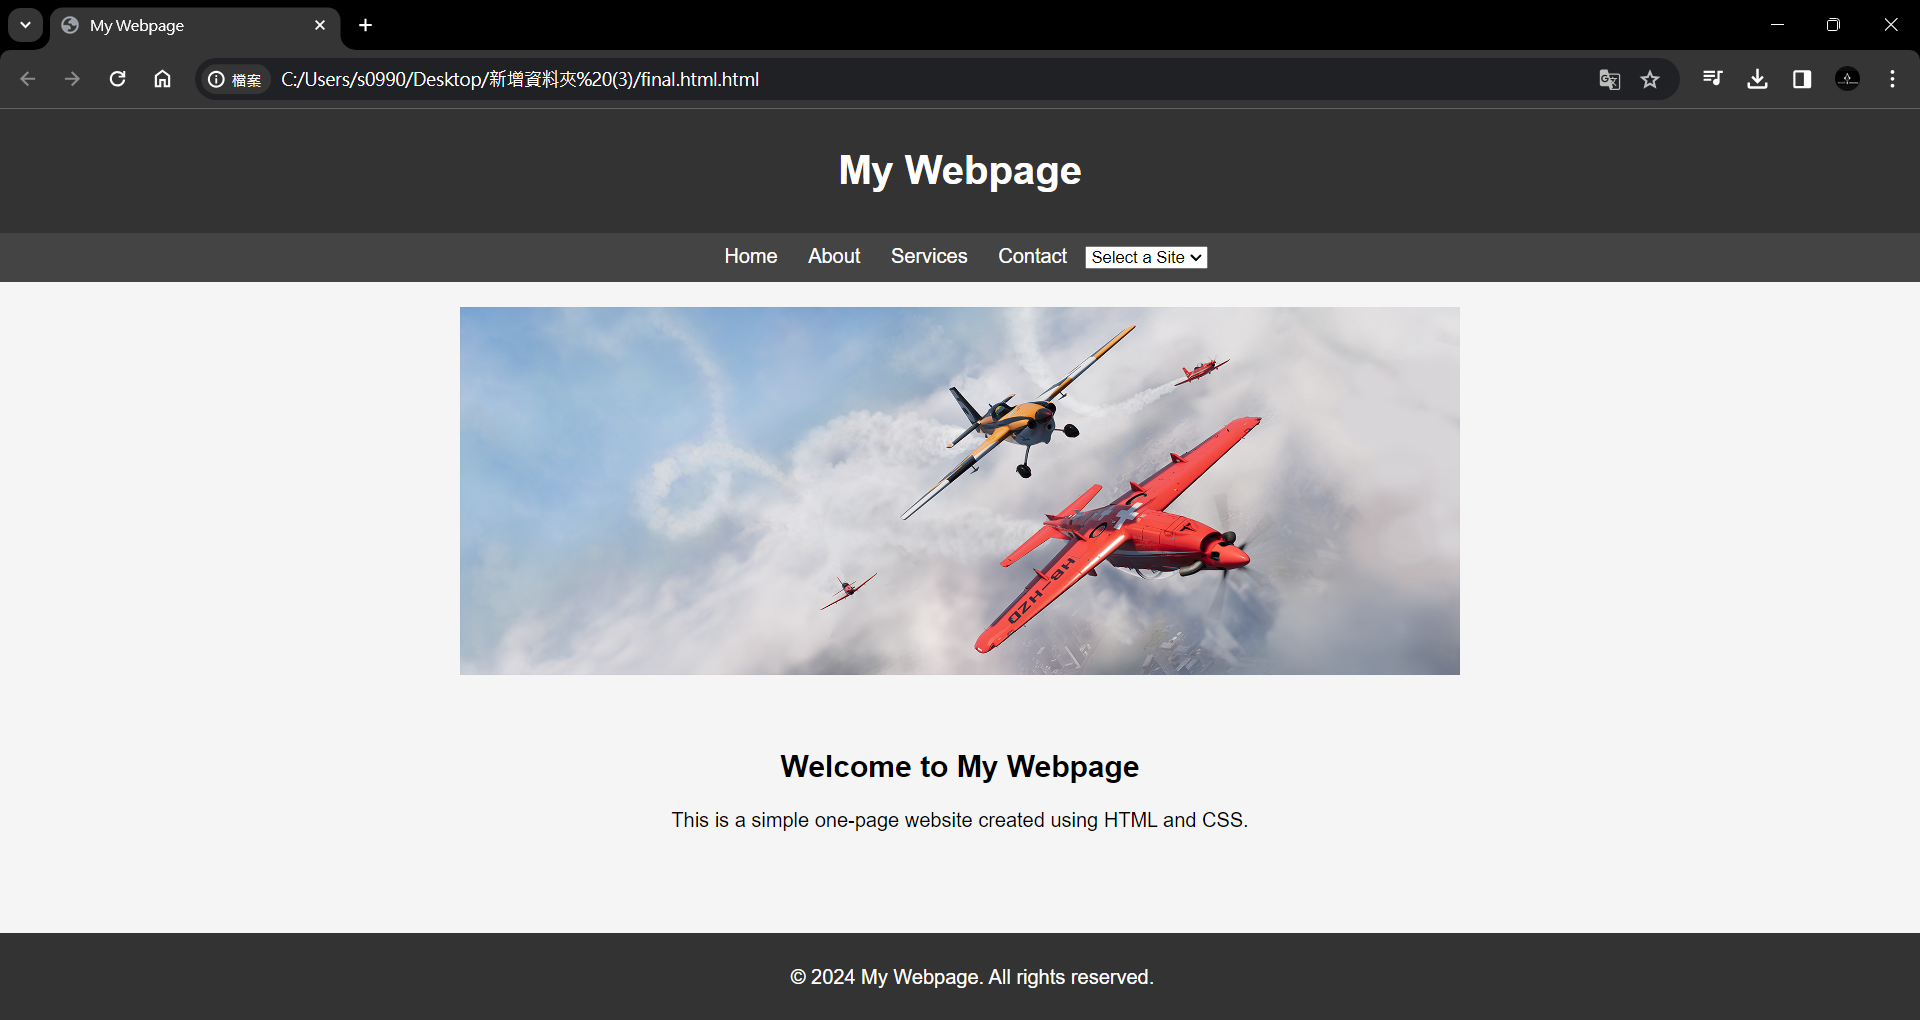 My Webpage
檔案 C:/Users/s0990/Desktop/新增資料夾%20(3)/final.html.html
My Webpage
Home About Services Contact Select a Site
HB-HZD
Welcome to My Webpage
This is a simple one-page website created using HTML and CSS.
© 2024 My Webpage. All rights reserved.